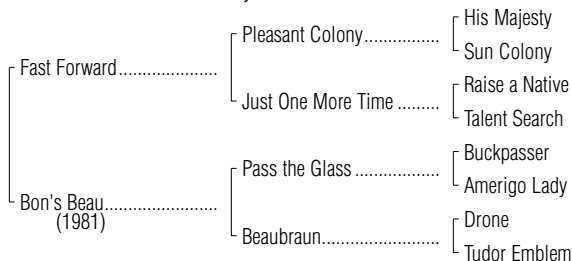 His Majesty
Pleasant Colony..................
Sun Colony
Fast Forward.......................
Raise a Native
Just One More Time ..........
Talent Search
Buckpasser
Pass the Glass ....................
Amerigo Lady
Bon's Beau..........................
(1981)
Drone
Beaubraun............................
Tudor Emblem